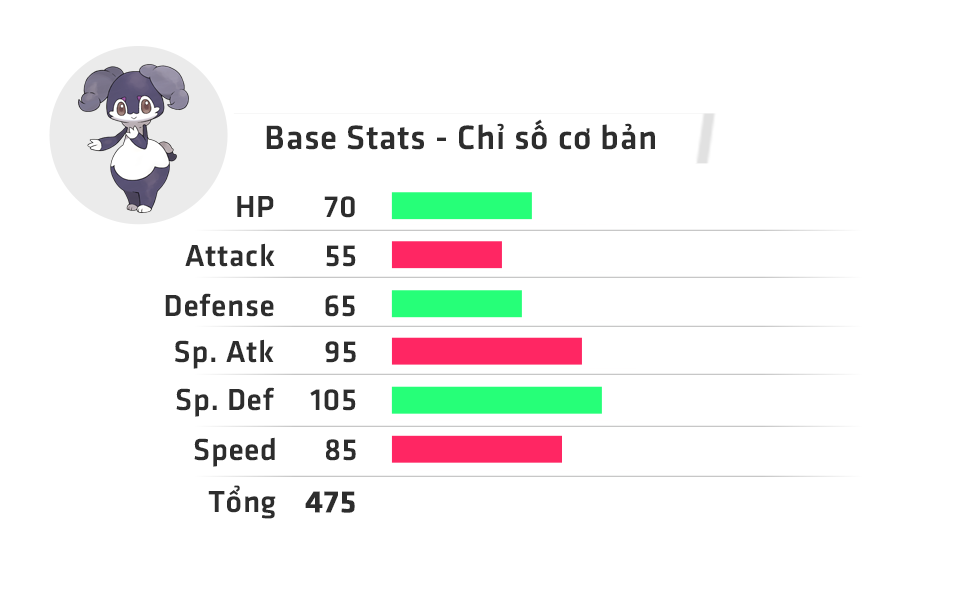 Base Stats - Chỉ số cơ bản
HP 70
Attack 55
Defense 65
Sp. Atk 95
Sp. Def 105
Speed 85
Tổng 475